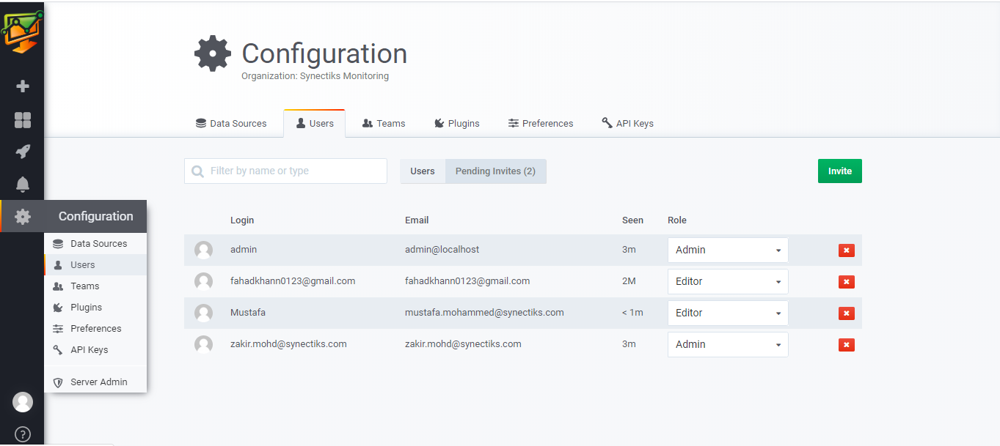 Configuration
Organization: Synectiks Monitoring
Data Sources Users Teams Plugins Preferences API Keys
Filter by name or type Users Pending Invites (2) Invite
Login Email Seen Role
admin admin@localhost 3m Admin
fahadkhann0123@gmail.com fahadkhann0123@gmail.com 2M Editor
Mustafa mustafa.mohammed@synectiks.com < 1m Editor
zakir.mohd@synectiks.com zakir.mohd@synectiks.com 3m Admin
Configuration
Data Sources
Users
Teams
Plugins
Preferences
API Keys
Server Admin
?